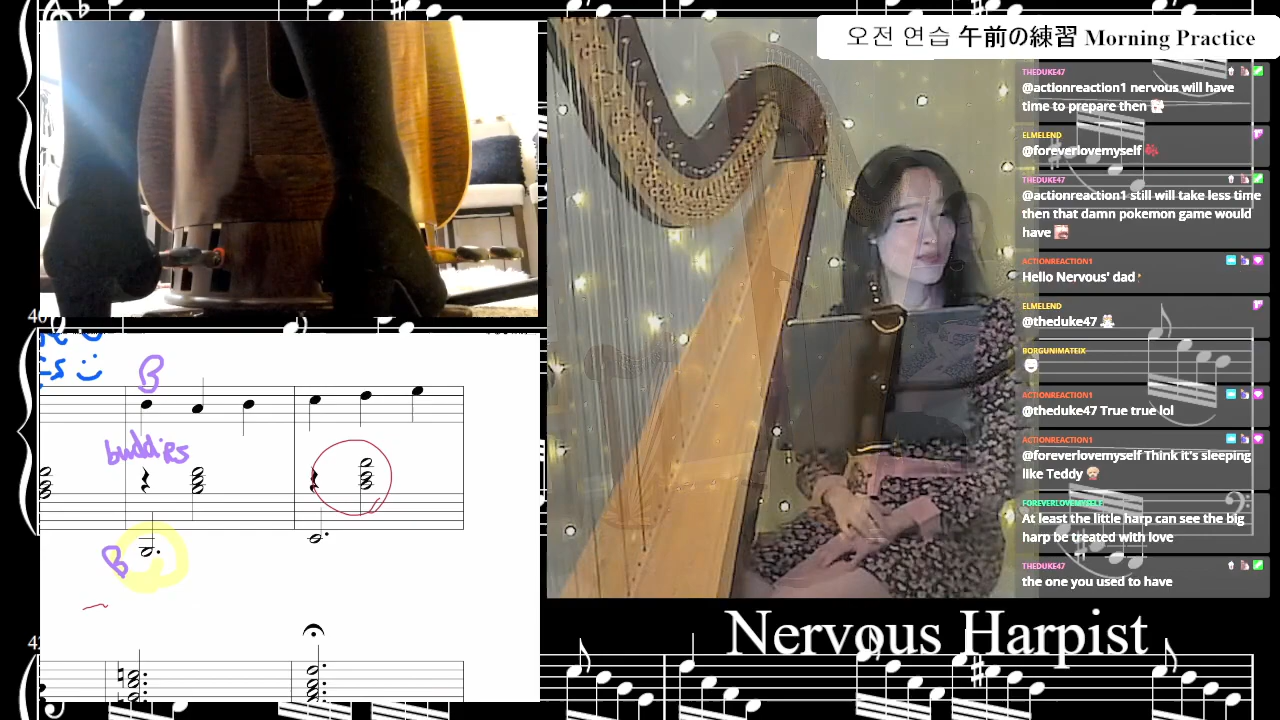 오전 연습 午前の練習 Morning Practice
THEDUKE47
@actionreaction1 nervous will have
time to prepare then
ELMELEND
@foreverlovemyself
THEDUKE47
@actionreaction1 still will take less time
then that damn pokemon game would
have
ACTIONREACTION1
Hello Nervous' dad
ELMELEND
@theduke47
BORGUNIMATEIX
ACTIONREACTION1
@theduke47 True true lol
ACTIONREACTION1
@foreverlovemyself Think it's sleeping
like Teddy
FOREVERLOVEMYSELF
At least the little harp can see the big
harp be treated with love
THEDUKE47
the one you used to have
B
buddies
B
Nervous Harpist